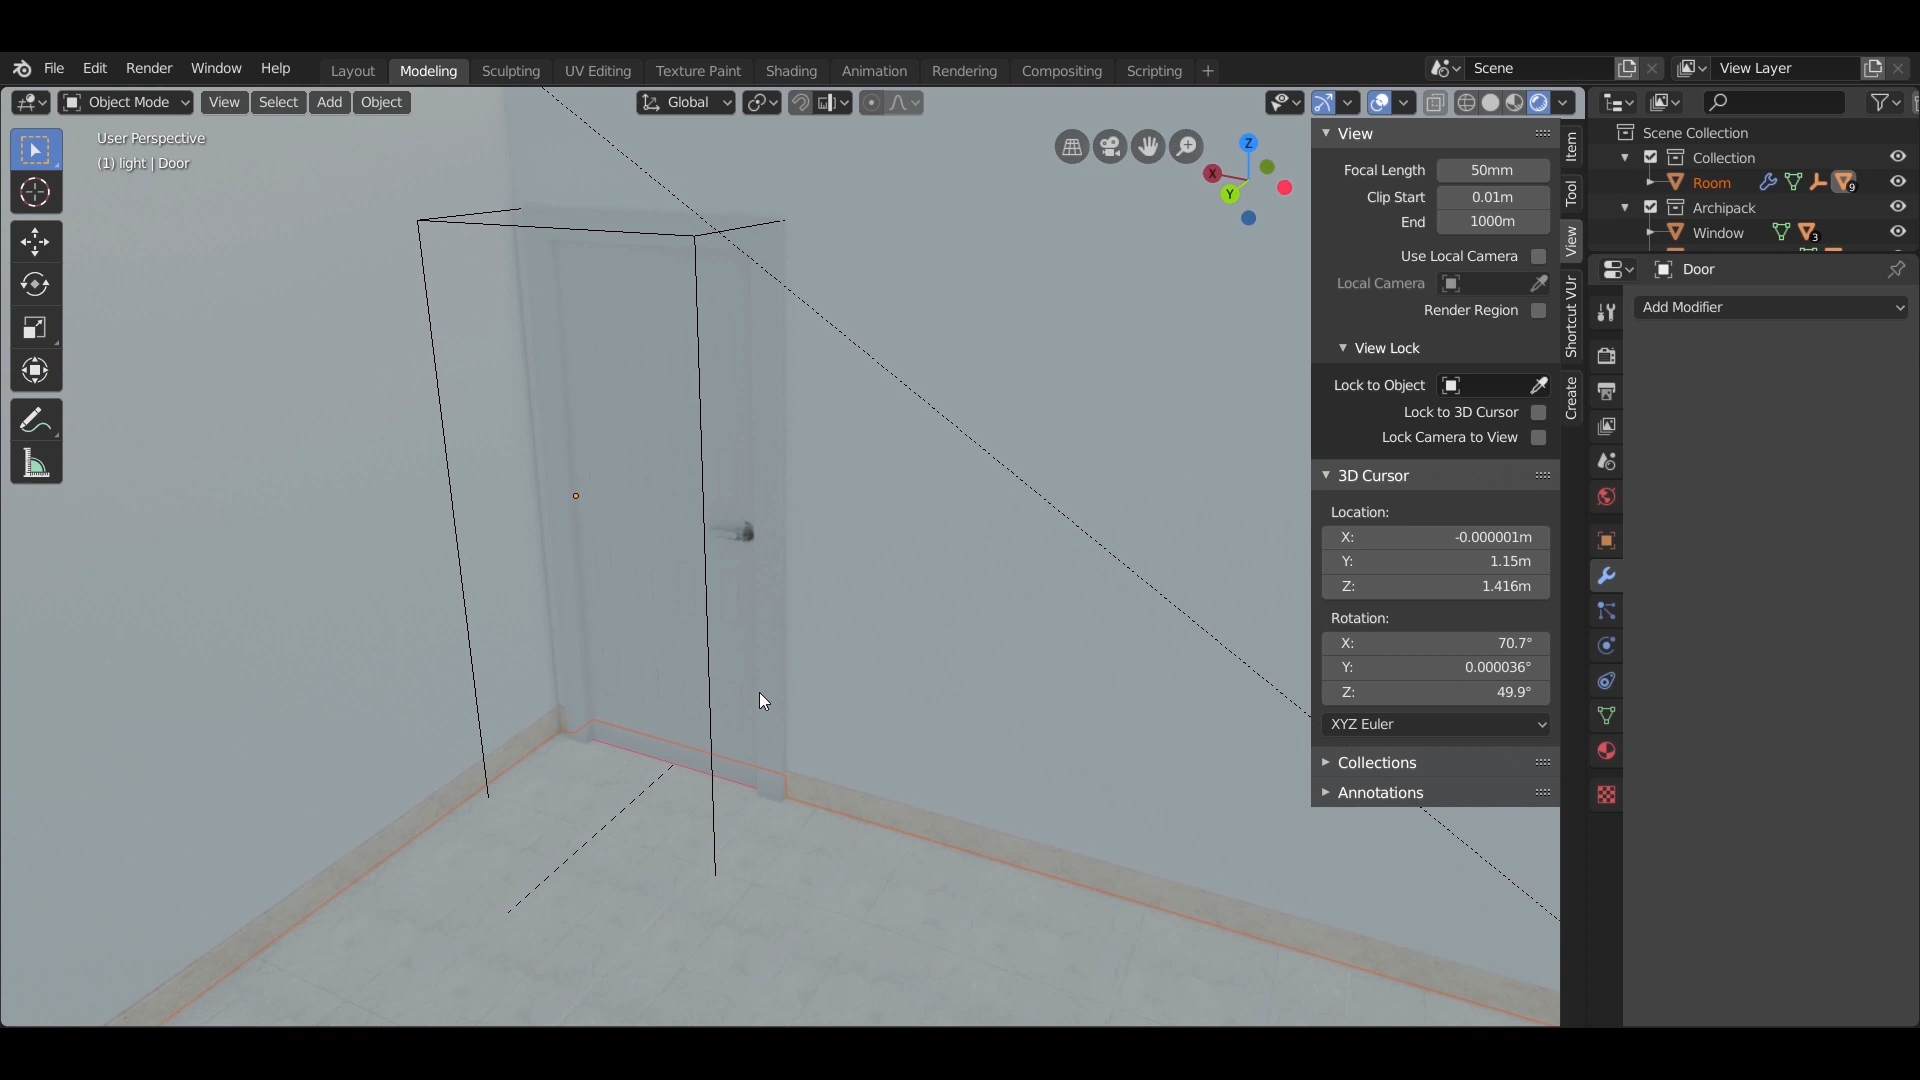 File Edit Render Window Help Layout Modeling Sculpting UV Editing Texture Paint Shading Animation Rendering Compositing Scripting + Scene View Layer
Object Mode View Select Add Object Global
User Perspective
(1) light | Door
X Y Z
View
Focal Length 50mm
Clip Start 0.01m
End 1000m
Use Local Camera
Local Camera
Render Region
View Lock
Lock to Object
Lock to 3D Cursor
Lock Camera to View
3D Cursor
Location:
X: -0.000001m
Y: 1.15m
Z: 1.416m
Rotation:
X: 70.7°
Y: 0.000036°
Z: 49.9°
XYZ Euler
Collections
Annotations
Item
Tool
View
Shortcut VUr
Create
Scene Collection
Collection
Room 9
Archipack
Window 3
Door
Add Modifier